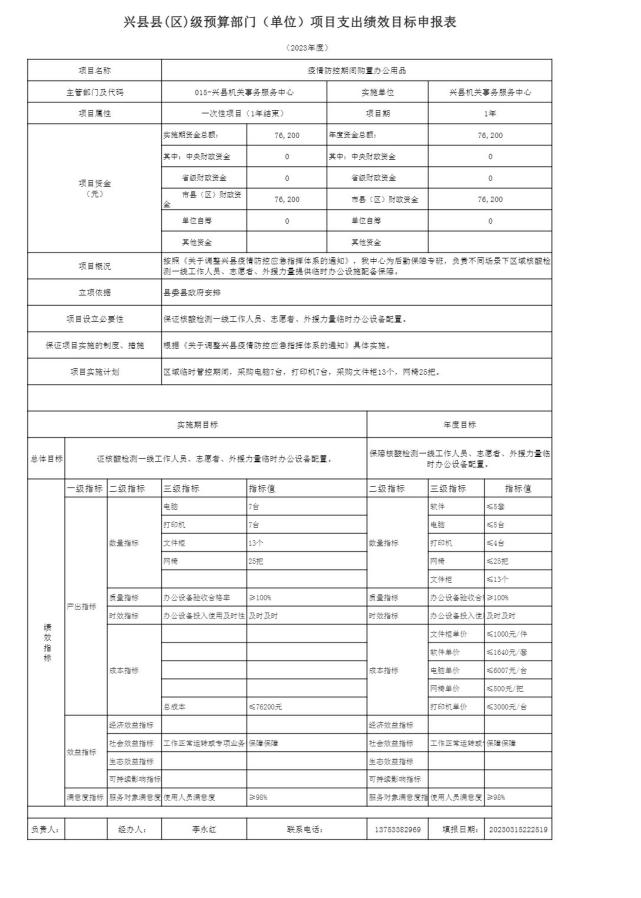 兴县县(区)级预算部门（单位）项目支出绩效目标申报表
（2023年度）
项目名称 疫情防控期间购置办公用品
主管部门及代码 015-兴县机关事务服务中心 实施单位 兴县机关事务服务中心
项目属性 一次性项目（1年结束） 项目期 1年
项目资金（元） 实施期资金总额： 76,200 年度资金总额： 76,200
其中：中央财政资金 0 其中：中央财政资金 0
省级财政资金 0 省级财政资金 0
市县（区）财政资金 76,200 市县（区）财政资金 76,200
单位自筹 0 单位自筹 0
其他资金 其他资金
项目概况 按照《关于调整兴县疫情防控应急指挥体系的通知》，我中心为后勤保障专班，负责不同场景下区域核酸检
测一线工作人员、志愿者、外援力量提供临时办公设施配备保障。
立项依据 县委县政府安排
项目设立必要性 保证核酸检测一线工作人员、志愿者、外援力量临时办公设备配置。
保证项目实施的制度、措施 根据《关于调整兴县疫情防控应急指挥体系的通知》具体实施。
项目实施计划 区域临时管控期间，采购电脑7台，打印机7台，采购文件柜13个，网椅25把。
实施期目标 年度目标
总体目标 证核酸检测一线工作人员、志愿者、外援力量临时办公设备配置。 保障核酸检测一线工作人员、志愿者、外援力量临
时办公设备配置。
绩效指标 一级指标 二级指标 三级指标 指标值 二级指标 三级指标 指标值
产出指标 数量指标 电脑 7台 数量指标 软件 ≤5套
打印机 7台 电脑 ≤5台
文件柜 13个 打印机 ≤4台
网椅 25把 网椅 ≤25把
文件柜 ≤13个
质量指标 办公设备验收合格率 ≥100% 质量指标 办公设备验收合 ≥100%
时效指标 办公设备投入使用及时性 及时及时 时效指标 办公设备投入使 及时及时
成本指标 成本指标 文件柜单价 ≤1000元/件
软件单价 ≤1640元/套
电脑单价 ≤6007元/台
网椅单价 ≤500元/把
总成本 ≤76200元 打印机单价 ≤3000元/台
效益指标 经济效益指标 经济效益指标
社会效益指标 工作正常运转或专项业务 保障保障 社会效益指标 工作正常运转或 保障保障
生态效益指标 生态效益指标
可持续影响指标 可持续影响指标
满意度指标 服务对象满意度 使用人员满意度 ≥98% 服务对象满意度指 使用人员满意度 ≥98%
负责人： 经办人： 李永红 联系电话： 13753382969 填报日期： 20230315222519